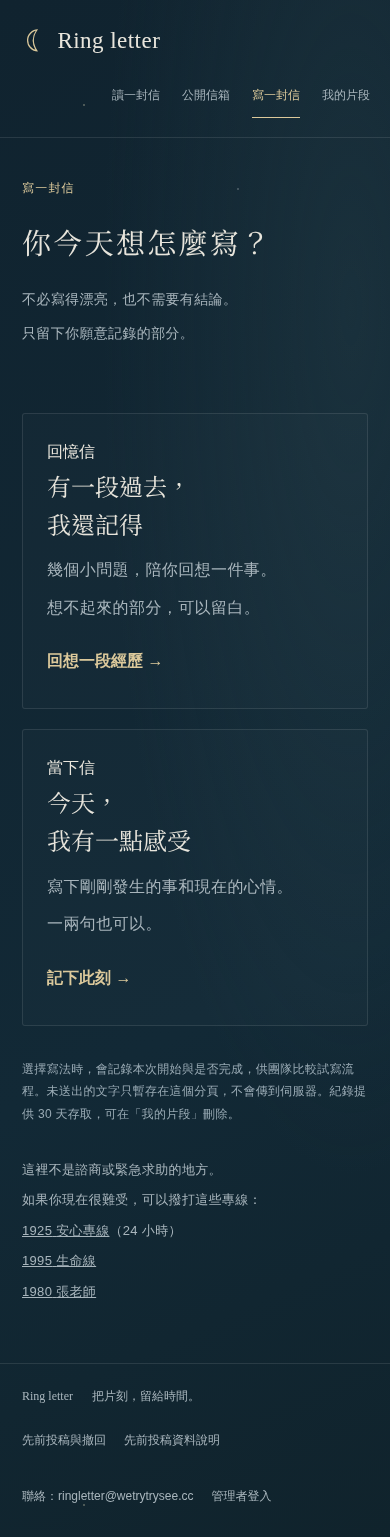 Ring letter
讀一封信 公開信箱 寫一封信 我的片段
寫一封信
你今天想怎麼寫？
不必寫得漂亮，也不需要有結論。
只留下你願意記錄的部分。
回憶信
有一段過去，
我還記得
幾個小問題，陪你回想一件事。
想不起來的部分，可以留白。
回想一段經歷 →
當下信
今天，
我有一點感受
寫下剛剛發生的事和現在的心情。
一兩句也可以。
記下此刻 →
選擇寫法時，會記錄本次開始與是否完成，供團隊比較試寫流
程。未送出的文字只暫存在這個分頁，不會傳到伺服器。紀錄提
供 30 天存取，可在「我的片段」刪除。
這裡不是諮商或緊急求助的地方。
如果你現在很難受，可以撥打這些專線：
1925 安心專線（24 小時）
1995 生命線
1980 張老師
Ring letter 把片刻，留給時間。
先前投稿與撤回 先前投稿資料說明
聯絡：ringletter@wetrytrysee.cc 管理者登入